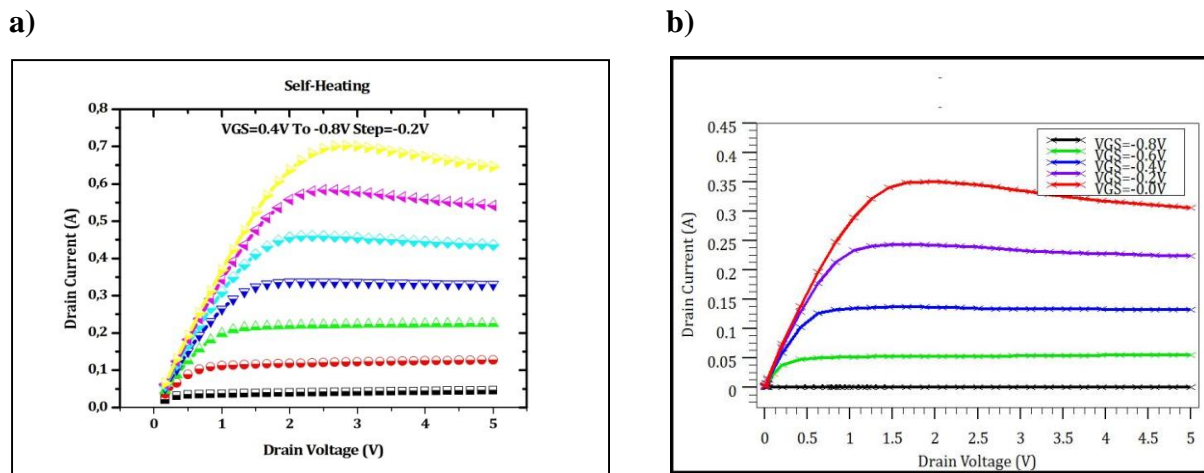 a)
Self-Heating
VGS=0.4V To -0.8V Step=-0.2V
Drain Current (A)
0,8
0,7
0,6
0,5
0,4
0,3
0,2
0,1
0,0
0 1 2 3 4 5
Drain Voltage (V)
b)
VGS=-0.8V
VGS=-0.6V
VGS=-0.4V
VGS=-0.2V
VGS=-0.0V
Drain Current (A)
0.45
0.4
0.35
0.3
0.25
0.2
0.15
0.1
0.05
0
0 0.5 1 1.5 2 2.5 3 3.5 4 4.5 5
Drain Voltage (V)